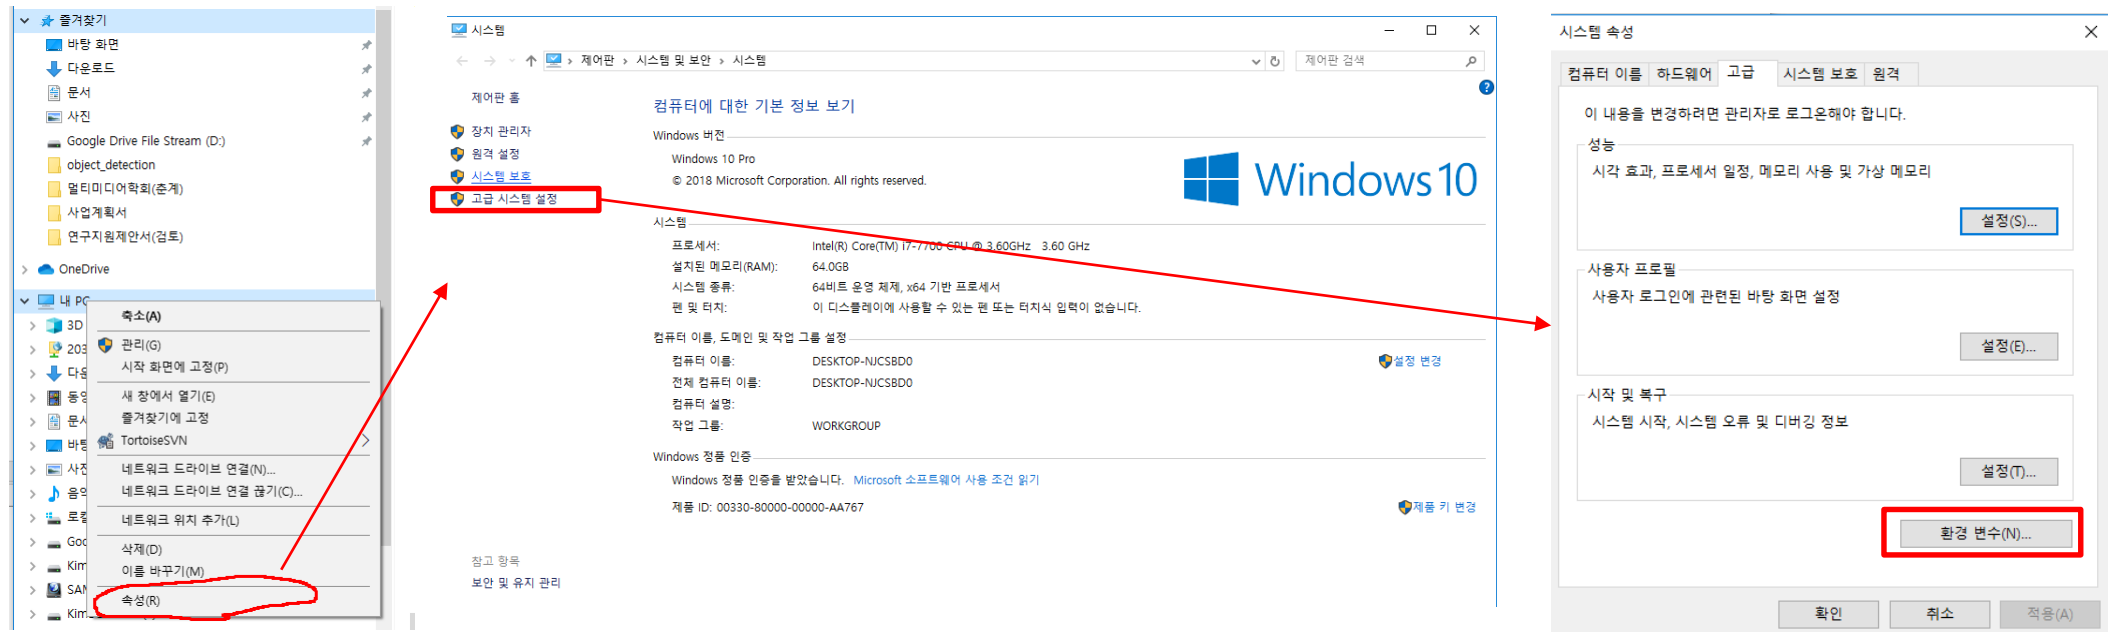 즐겨찾기
바탕 화면
다운로드
문서
사진
Google Drive File Stream (D:)
object_detection
멀티미디어학회(춘계)
사업계획서
연구지원제안서(검토)
OneDrive
내 PC
3D
203
다운
동영
문서
바탕
사진
음악
로컬
Goo
Kim
SAM
Kim
축소(A)
관리(G)
시작 화면에 고정(P)
새 창에서 열기(E)
즐겨찾기에 고정
TortoiseSVN
네트워크 드라이브 연결(N)...
네트워크 드라이브 연결 끊기(C)...
네트워크 위치 추가(L)
삭제(D)
이름 바꾸기(M)
속성(R)
시스템
제어판 › 시스템 및 보안 › 시스템
제어판 검색
제어판 홈
장치 관리자
원격 설정
시스템 보호
고급 시스템 설정
참고 항목
보안 및 유지 관리
컴퓨터에 대한 기본 정보 보기
Windows 버전
Windows 10 Pro
© 2018 Microsoft Corporation. All rights reserved.
Windows 10
시스템
프로세서: Intel(R) Core(TM) i7-7700 CPU @ 3.60GHz 3.60 GHz
설치된 메모리(RAM): 64.0GB
시스템 종류: 64비트 운영 체제, x64 기반 프로세서
펜 및 터치: 이 디스플레이에 사용할 수 있는 펜 또는 터치식 입력이 없습니다.
컴퓨터 이름, 도메인 및 작업 그룹 설정
컴퓨터 이름: DESKTOP-NJCSBD0
설정 변경
전체 컴퓨터 이름: DESKTOP-NJCSBD0
컴퓨터 설명:
작업 그룹: WORKGROUP
Windows 정품 인증
Windows 정품 인증을 받았습니다. Microsoft 소프트웨어 사용 조건 읽기
제품 ID: 00330-80000-00000-AA767
제품 키 변경
시스템 속성
컴퓨터 이름 하드웨어 고급 시스템 보호 원격
이 내용을 변경하려면 관리자로 로그온해야 합니다.
성능
시각 효과, 프로세서 일정, 메모리 사용 및 가상 메모리
설정(S)...
사용자 프로필
사용자 로그인에 관련된 바탕 화면 설정
설정(E)...
시작 및 복구
시스템 시작, 시스템 오류 및 디버깅 정보
설정(T)...
환경 변수(N)...
확인 취소 적용(A)